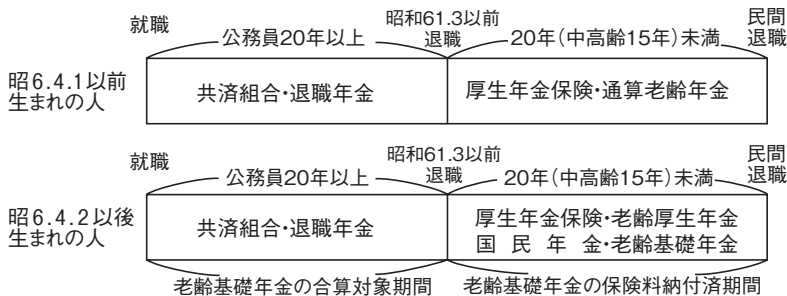 就職
公務員20年以上
昭和61.3以前
退職
20年(中高齢15年)未満
民間
退職
昭6.4.1以前
生まれの人
共済組合・退職年金
厚生年金保険・通算老齢年金
就職
公務員20年以上
昭和61.3以前
退職
20年(中高齢15年)未満
民間
退職
昭6.4.2以後
生まれの人
共済組合・退職年金
厚生年金保険・老齢厚生年金
国民年金・老齢基礎年金
老齢基礎年金の合算対象期間
老齢基礎年金の保険料納付済期間